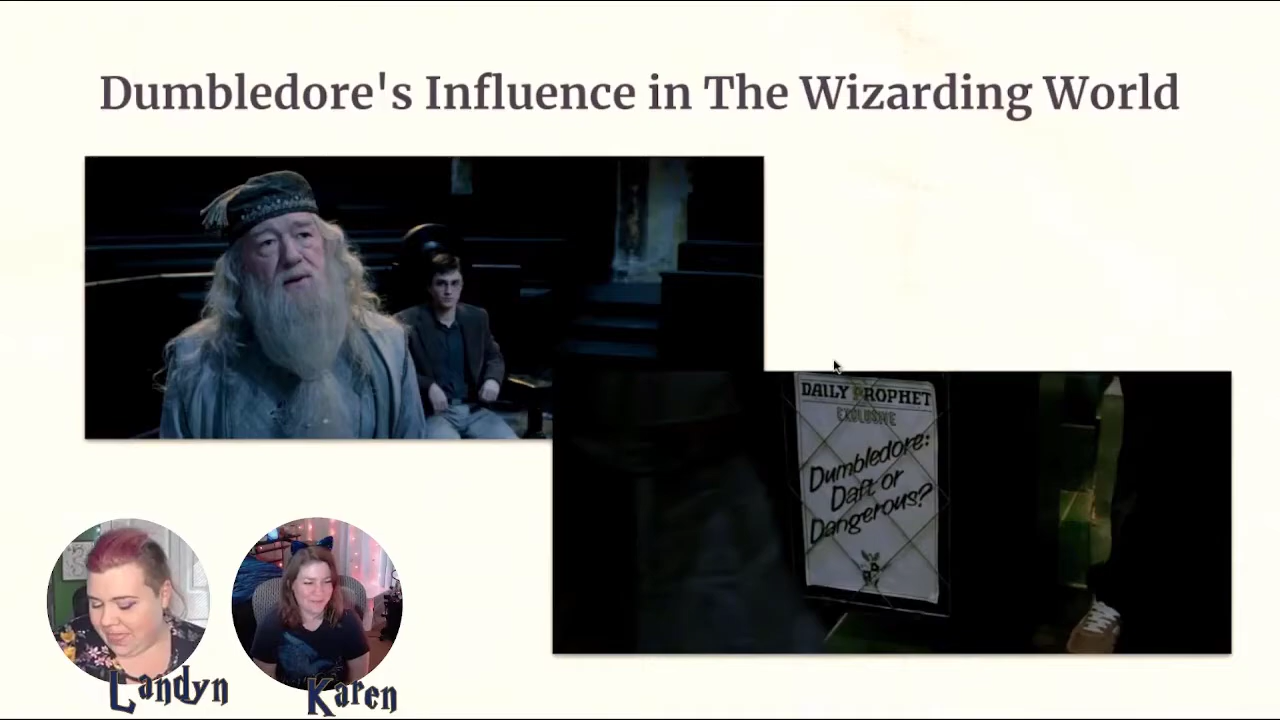 Dumbledore's Influence in The Wizarding World
DAILY PROPHET
EXCLUSIVE
Dumbledore:
Daft or
Dangerous?
Landyn
Karen